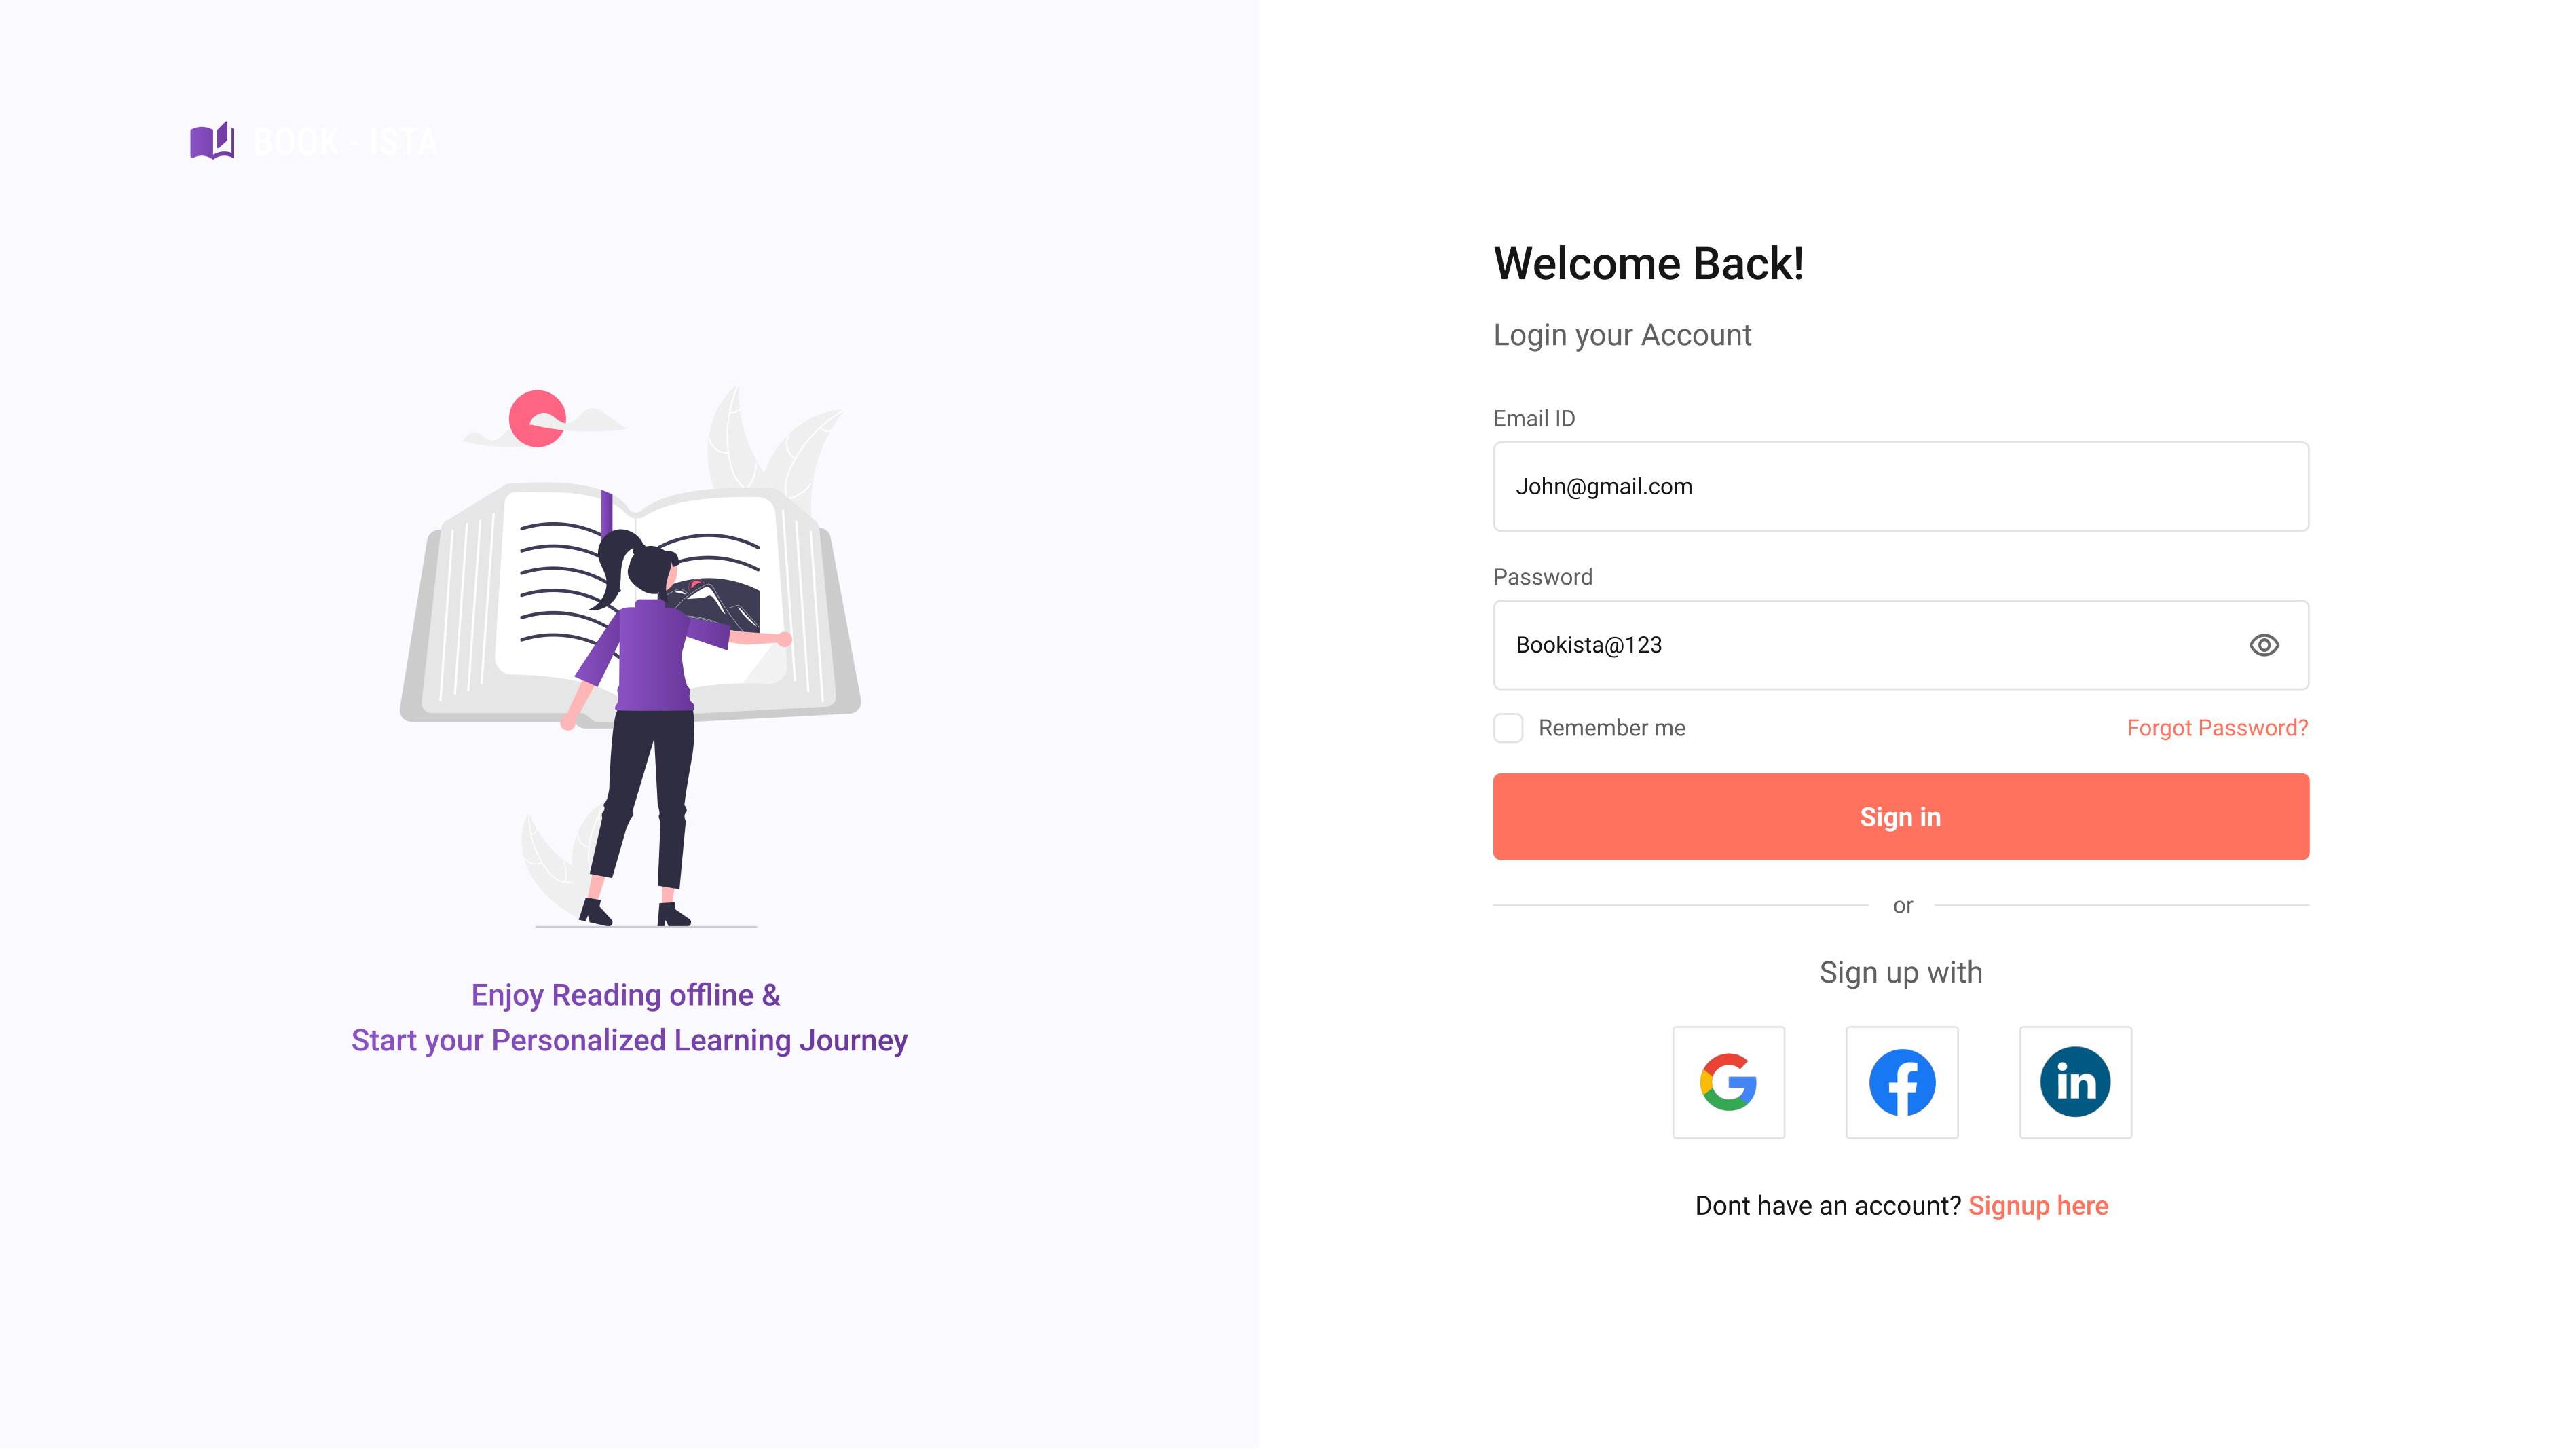 BOOK - ISTA
Enjoy Reading offline &
Start your Personalized Learning Journey
Welcome Back!
Login your Account
Email ID
John@gmail.com
Password
Bookista@123
Remember me
Forgot Password?
Sign in
or
Sign up with
in
Dont have an account? Signup here